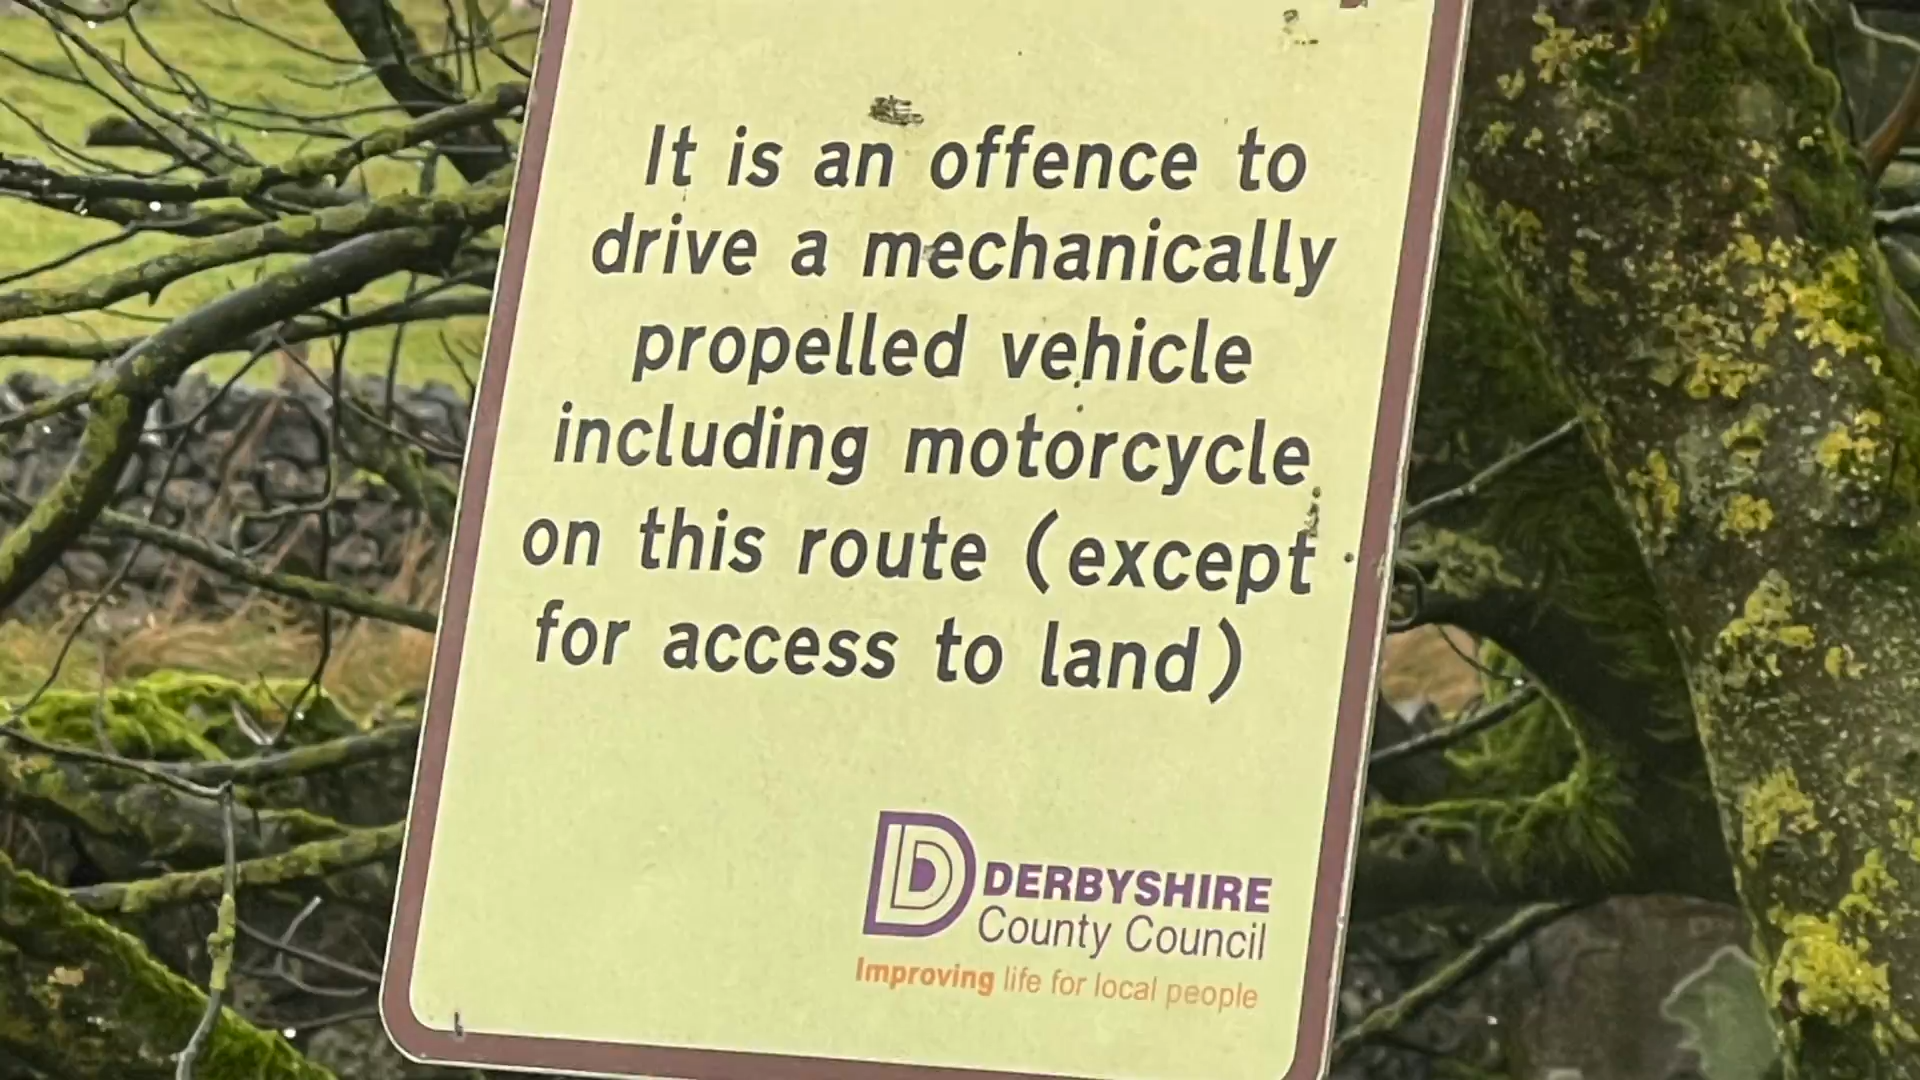 It is an offence to
drive a mechanically
propelled vehicle
including motorcycle
on this route (except
for access to land)
DERBYSHIRE
County Council
Improving life for local people